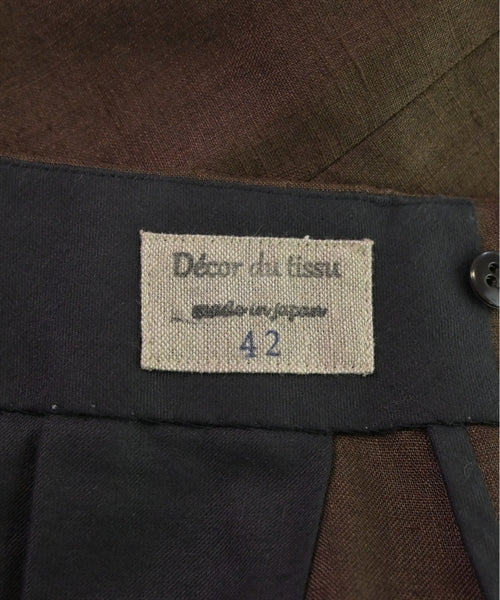 Décor du tissu
made in japan
42